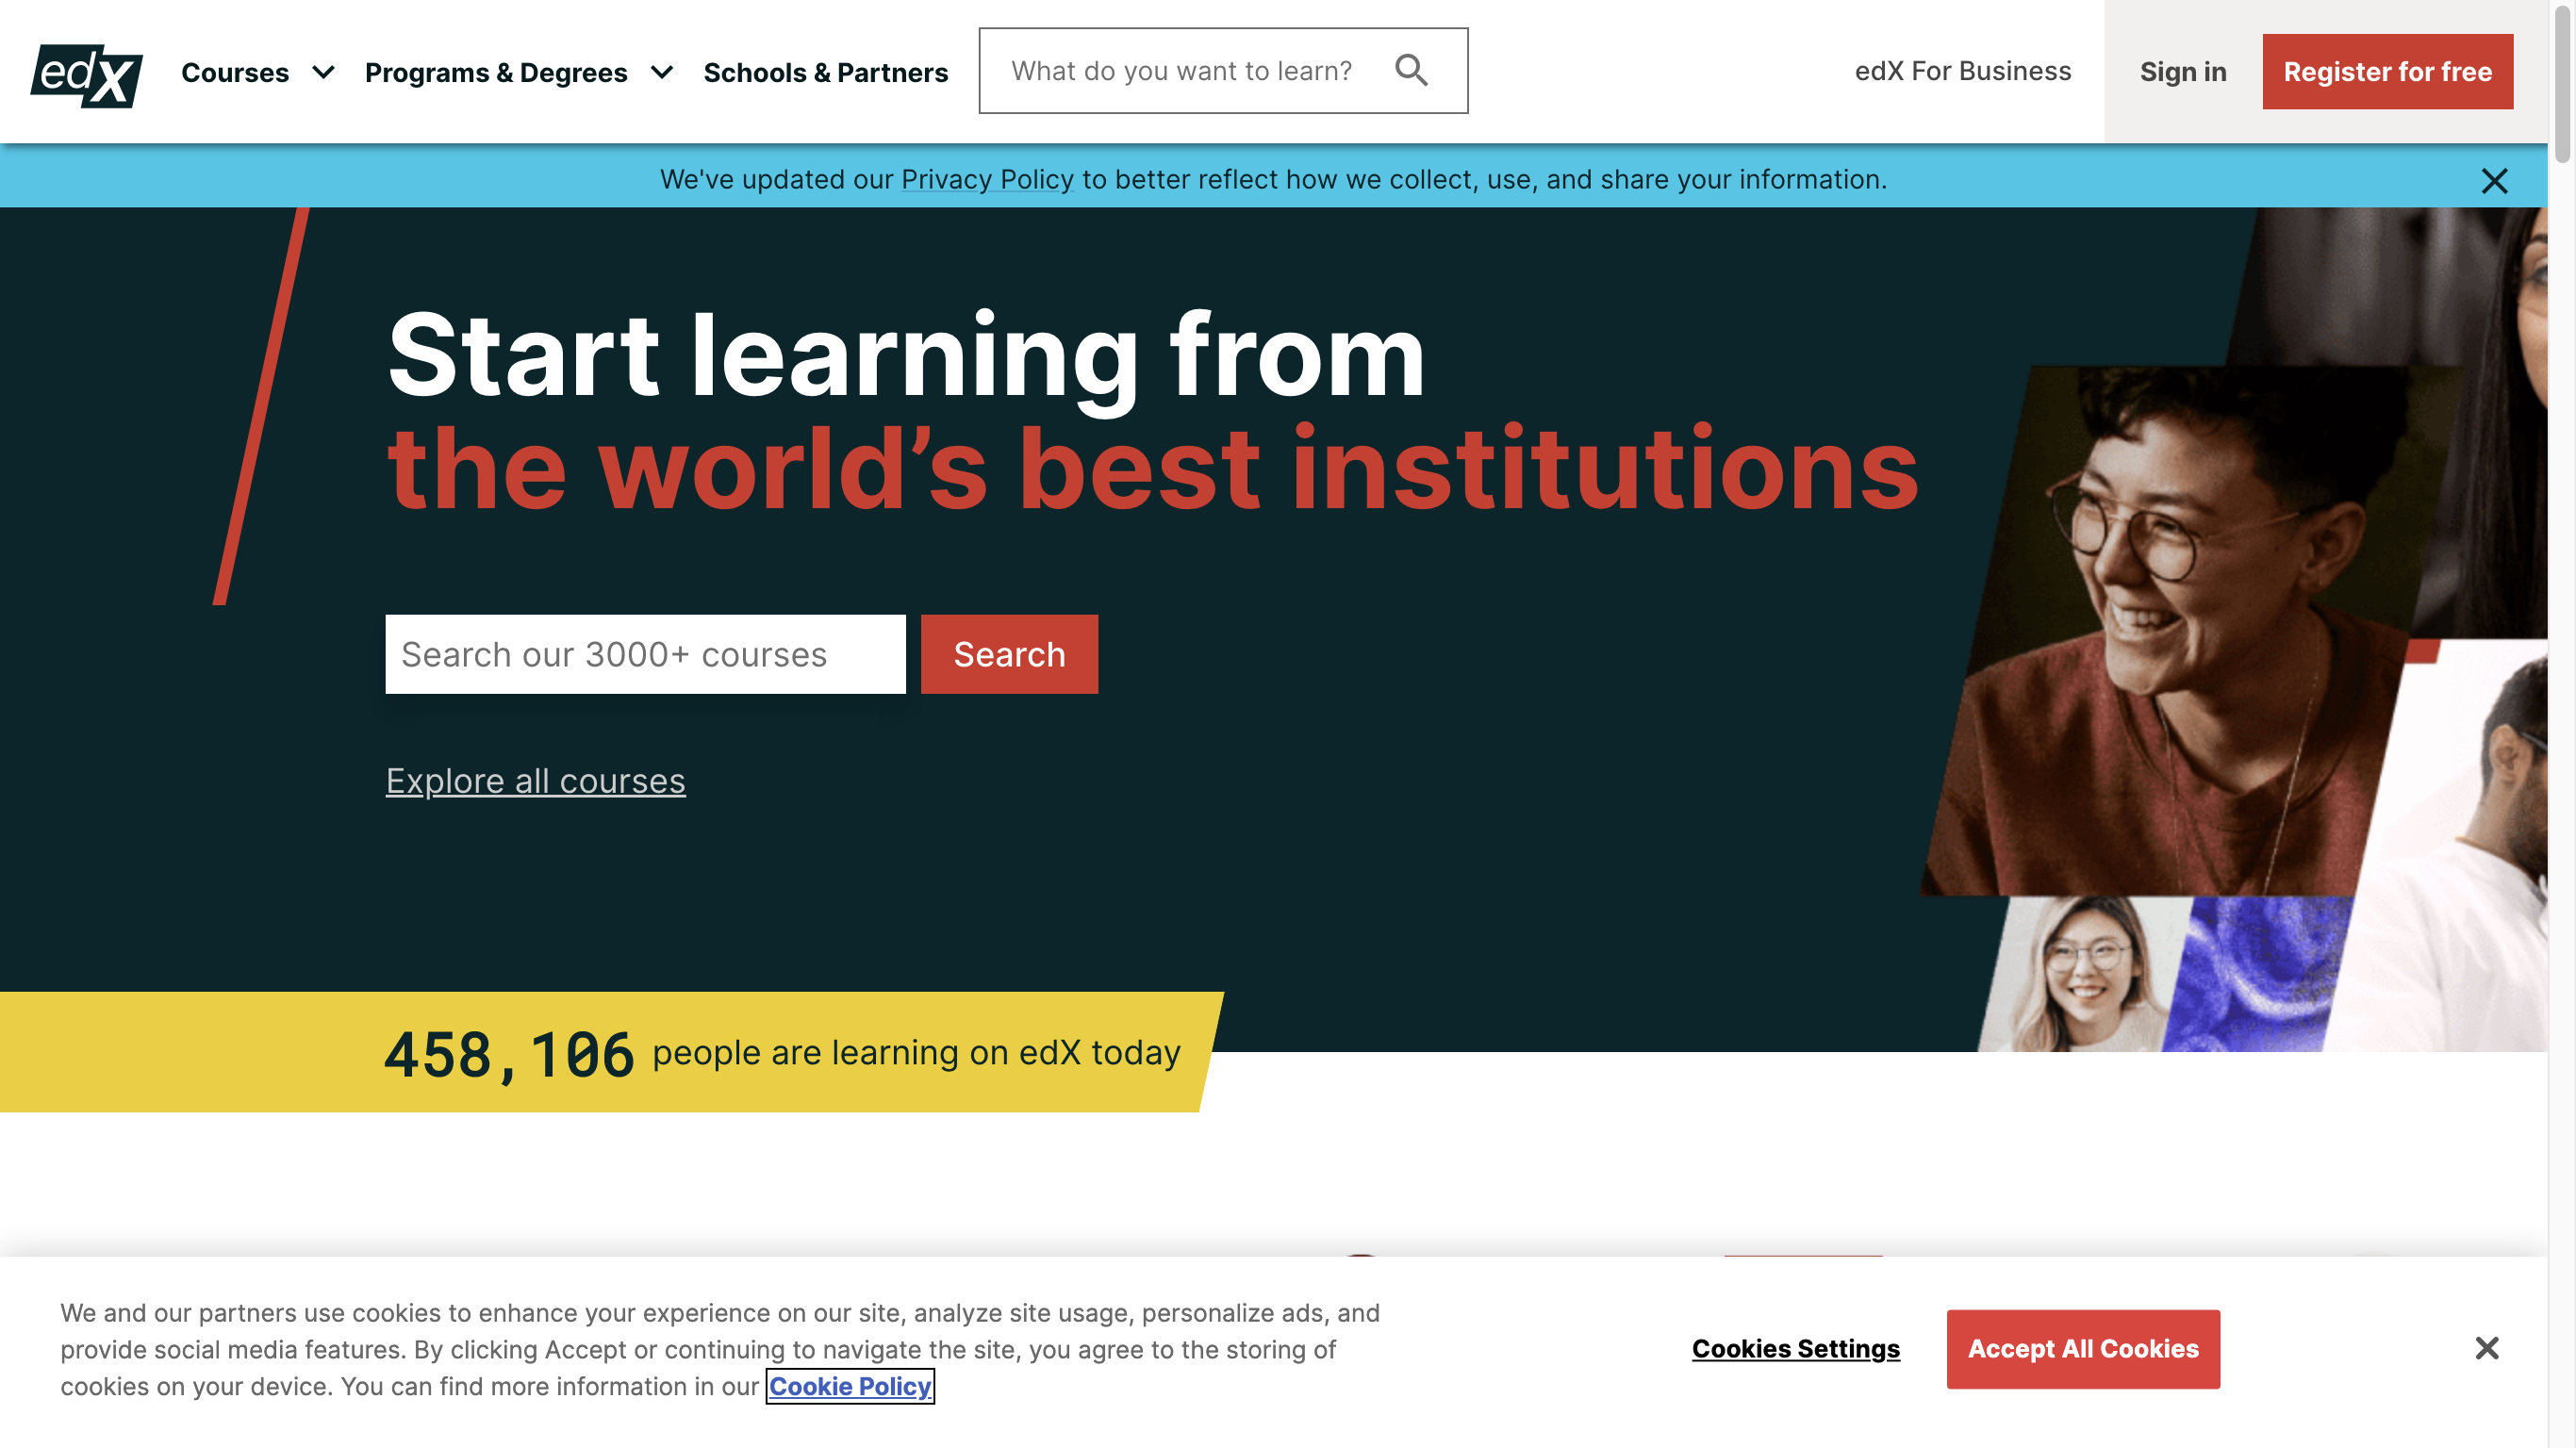 edX
Courses
Programs & Degrees
Schools & Partners
What do you want to learn?
edX For Business
Sign in
Register for free
We've updated our Privacy Policy to better reflect how we collect, use, and share your information.
Start learning from
the world’s best institutions
Search our 3000+ courses
Search
Explore all courses
458,106 people are learning on edX today
We and our partners use cookies to enhance your experience on our site, analyze site usage, personalize ads, and
provide social media features. By clicking Accept or continuing to navigate the site, you agree to the storing of
cookies on your device. You can find more information in our Cookie Policy
Cookies Settings
Accept All Cookies